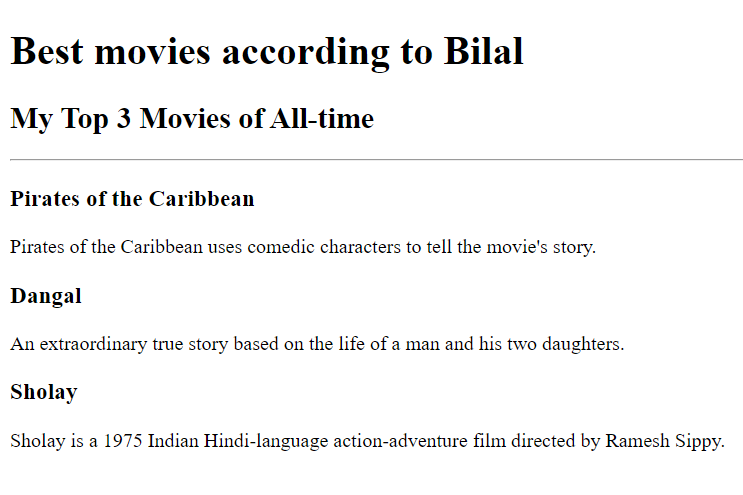 Best movies according to Bilal
My Top 3 Movies of All-time
Pirates of the Caribbean
Pirates of the Caribbean uses comedic characters to tell the movie's story.
Dangal
An extraordinary true story based on the life of a man and his two daughters.
Sholay
Sholay is a 1975 Indian Hindi-language action-adventure film directed by Ramesh Sippy.